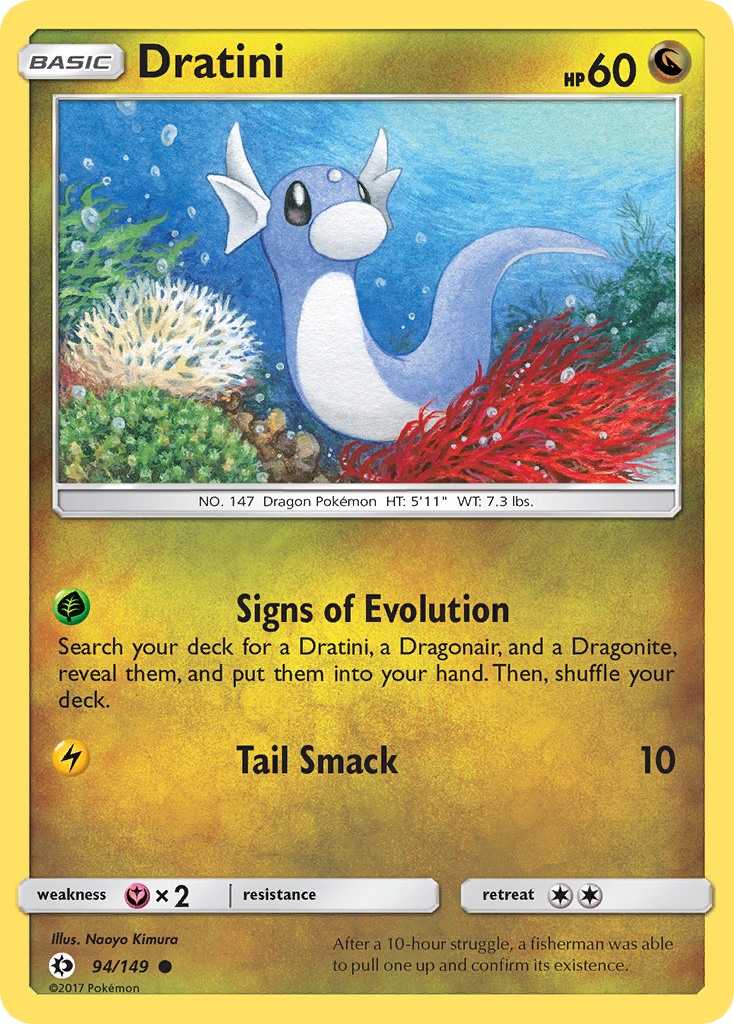 BASIC Dratini HP60
NO. 147 Dragon Pokémon HT: 5'11" WT: 7.3 lbs.
Signs of Evolution
Search your deck for a Dratini, a Dragonair, and a Dragonite,
reveal them, and put them into your hand. Then, shuffle your
deck.
Tail Smack 10
weakness ×2 resistance retreat
Illus. Naoyo Kimura
94/149
©2017 Pokémon
After a 10-hour struggle, a fisherman was able
to pull one up and confirm its existence.